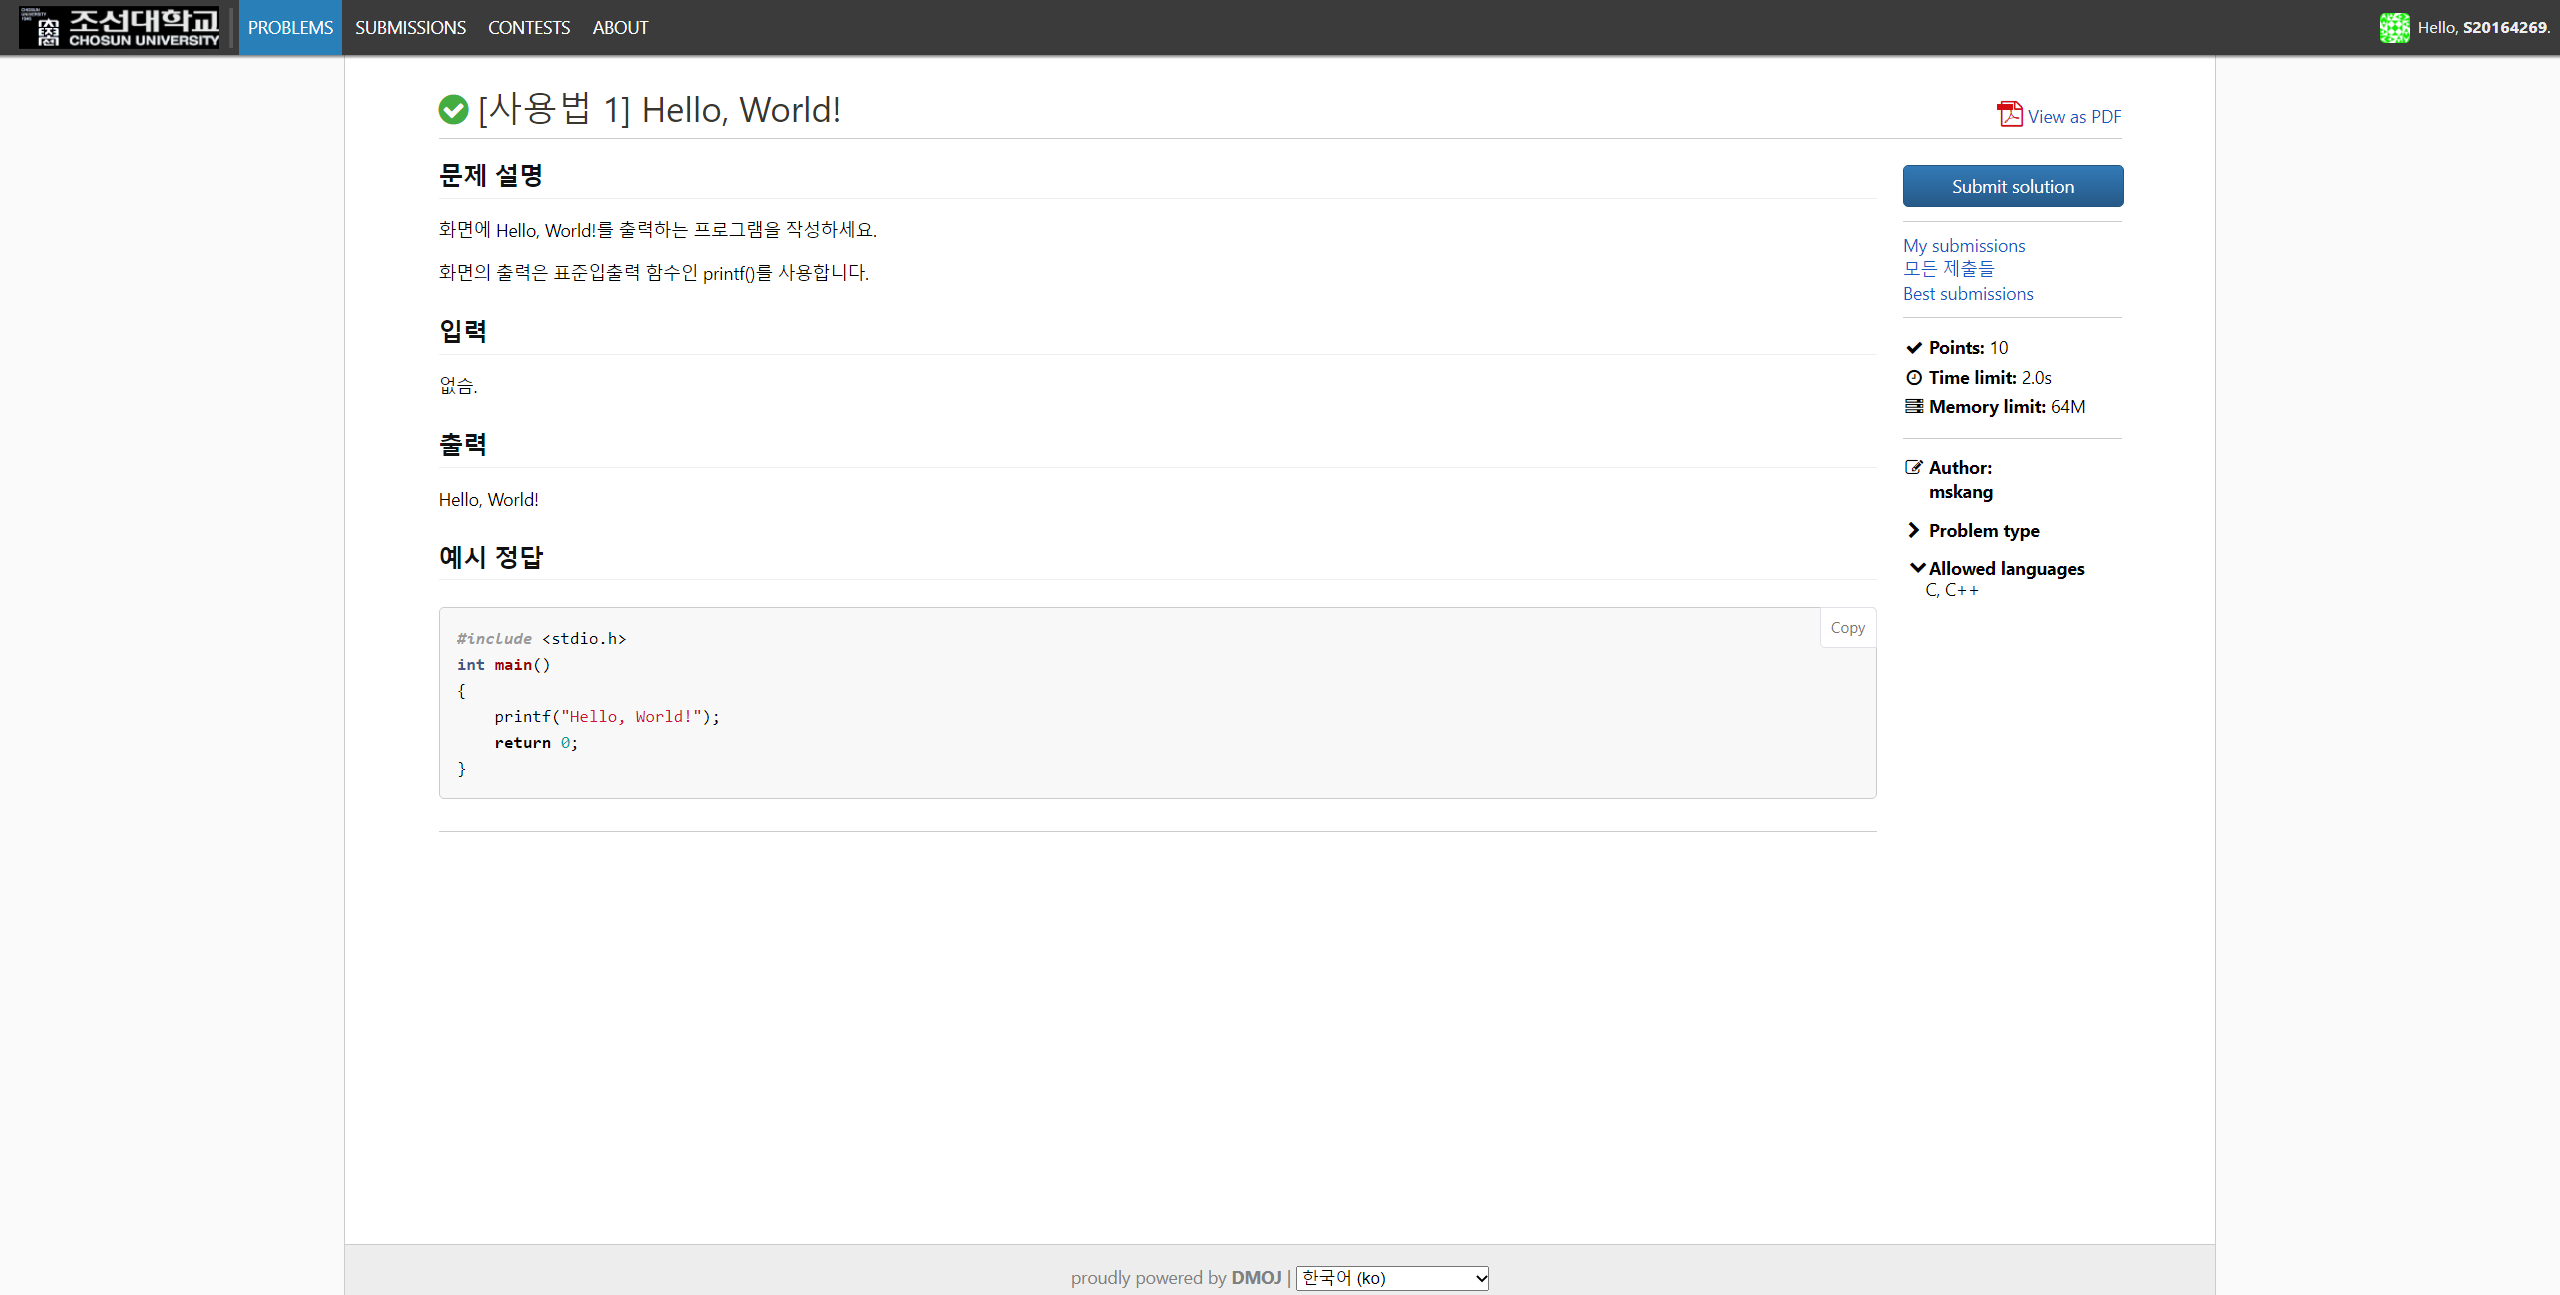 CHOSUN UNIVERSITY 조선대학교
CHOSUN UNIVERSITY
PROBLEMS SUBMISSIONS CONTESTS ABOUT Hello, S20164269.
[사용법 1] Hello, World!
View as PDF
문제 설명
화면에 Hello, World!를 출력하는 프로그램을 작성하세요.
화면의 출력은 표준입출력 함수인 printf()를 사용합니다.
입력
없슴.
출력
Hello, World!
예시 정답
Copy
#include <stdio.h>
int main()
{
    printf("Hello, World!");
    return 0;
}
Submit solution
My submissions
모든 제출들
Best submissions
Points: 10
Time limit: 2.0s
Memory limit: 64M
Author:
mskang
Problem type
Allowed languages
C, C++
proudly powered by DMOJ | 한국어 (ko)